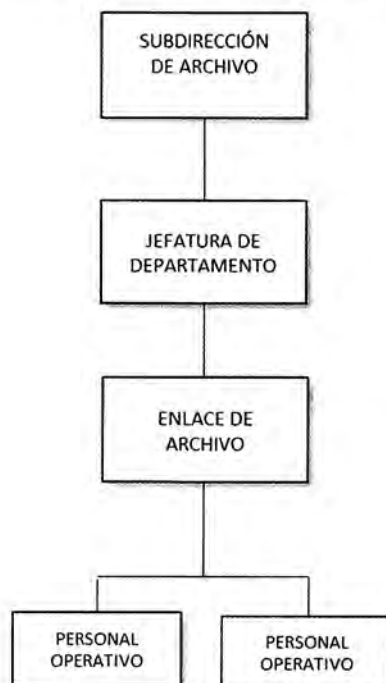 SUBDIRECCIÓN
DE ARCHIVO
JEFATURA DE
DEPARTAMENTO
ENLACE DE
ARCHIVO
PERSONAL
OPERATIVO
PERSONAL
OPERATIVO